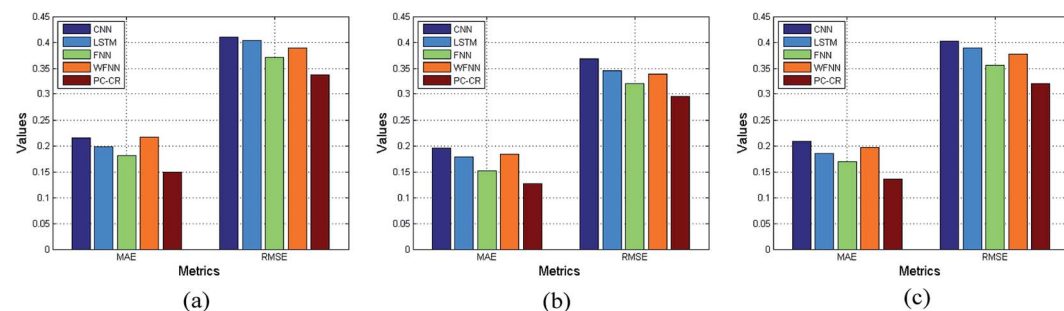 0.45
0.4
0.35
0.3
0.25
0.2
0.15
0.1
0.05
0
Values
CNN
LSTM
FNN
WFNN
PC-CR
MAE RMSE
Metrics
(a)
0.45
0.4
0.35
0.3
0.25
0.2
0.15
0.1
0.05
0
Values
CNN
LSTM
FNN
WFNN
PC-CR
MAE RMSE
Metrics
(b)
0.45
0.4
0.35
0.3
0.25
0.2
0.15
0.1
0.05
0
Values
CNN
LSTM
FNN
WFNN
PC-CR
MAE RMSE
Metrics
(c)